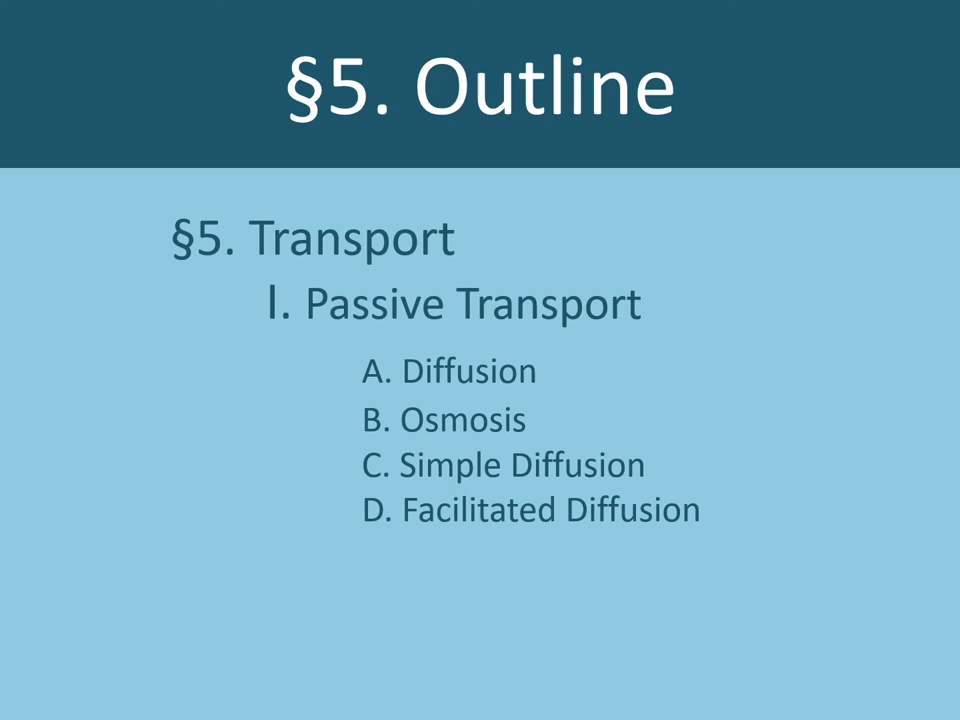 §5. Outline
§5. Transport
I. Passive Transport
A. Diffusion
B. Osmosis
C. Simple Diffusion
D. Facilitated Diffusion